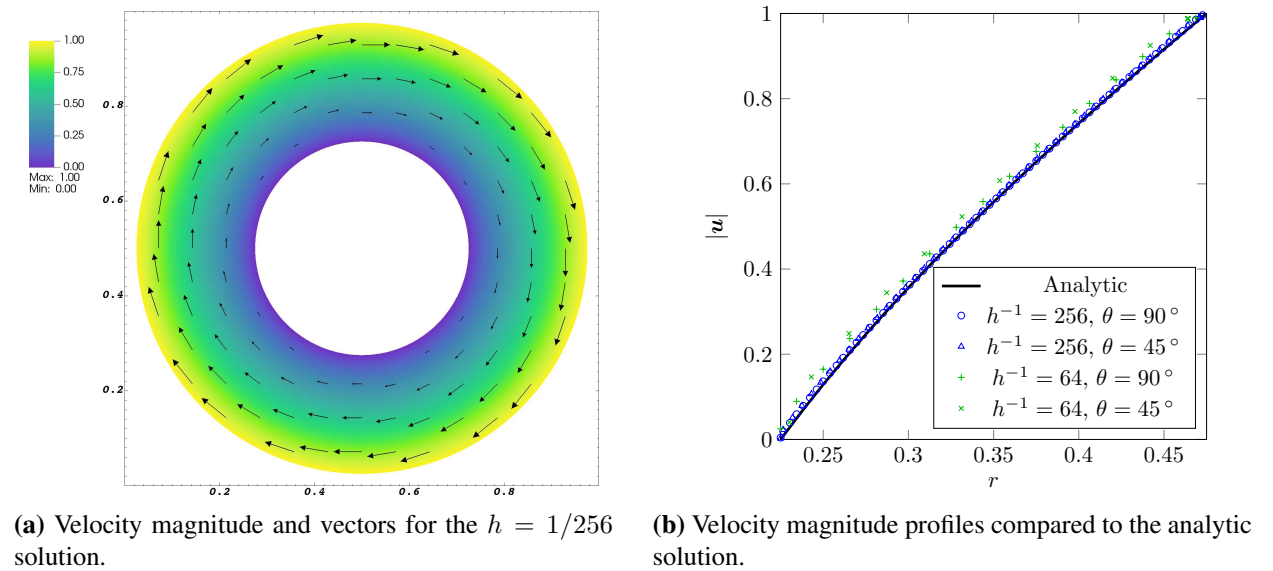 1.00
0.75
0.50
0.25
0.00
Max: 1.00
Min: 0.00
0.8
0.6
0.4
0.2
0.2 0.4 0.6 0.8
(a) Velocity magnitude and vectors for the h = 1/256
solution.
1
0.8
0.6
0.4
0.2
0
|u|
0.25 0.3 0.35 0.4 0.45
r
Analytic
h⁻¹ = 256, θ = 90°
h⁻¹ = 256, θ = 45°
h⁻¹ = 64, θ = 90°
h⁻¹ = 64, θ = 45°
(b) Velocity magnitude profiles compared to the analytic
solution.